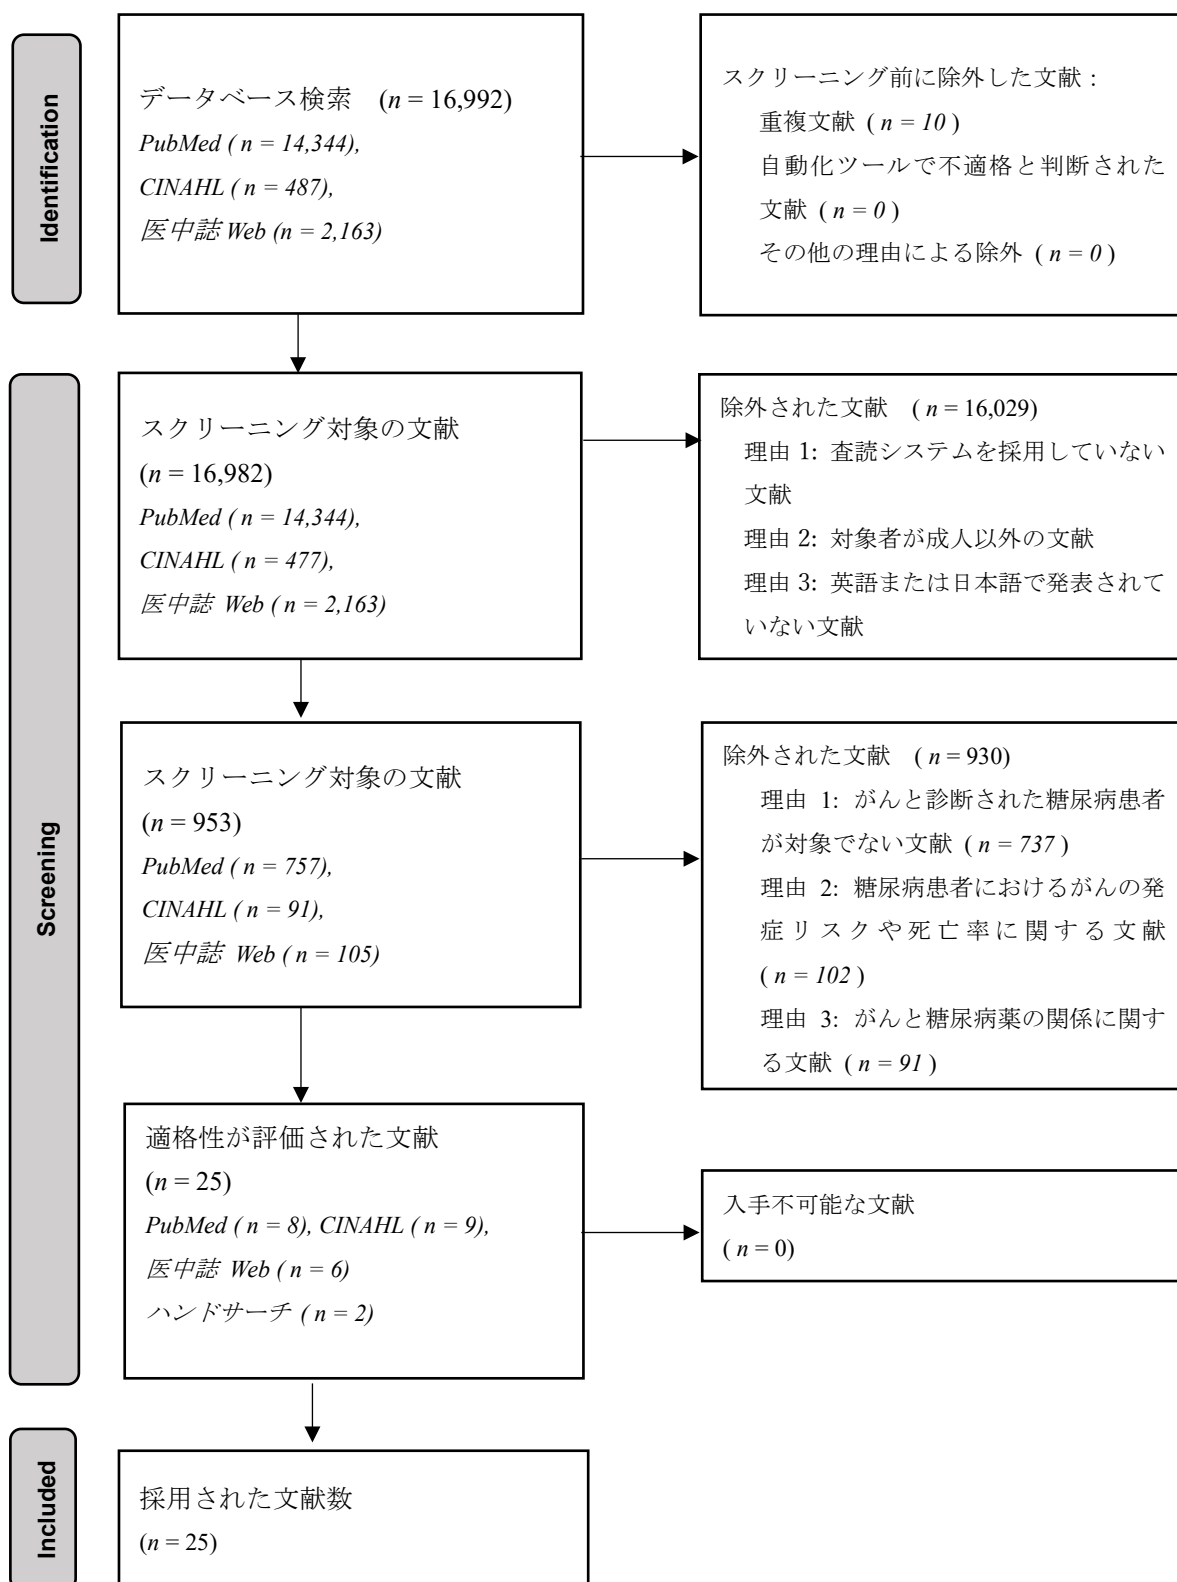 Identification
データベース検索 (n = 16,992)
PubMed ( n = 14,344),
CINAHL ( n = 487),
医中誌 Web (n = 2,163)
スクリーニング前に除外した文献：
重複文献 ( n = 10 )
自動化ツールで不適格と判断された
文献 ( n = 0 )
その他の理由による除外 ( n = 0 )
Screening
スクリーニング対象の文献
(n = 16,982)
PubMed ( n = 14,344),
CINAHL ( n = 477),
医中誌 Web ( n = 2,163)
除外された文献 ( n = 16,029)
理由 1: 査読システムを採用していない
文献
理由 2: 対象者が成人以外の文献
理由 3: 英語または日本語で発表されて
いない文献
スクリーニング対象の文献
(n = 953)
PubMed ( n = 757),
CINAHL ( n = 91),
医中誌 Web ( n = 105)
除外された文献 ( n = 930)
理由 1: がんと診断された糖尿病患者
が対象でない文献 ( n = 737)
理由 2: 糖尿病患者におけるがんの発
症リスクや死亡率に関する文献
( n = 102 )
理由 3: がんと糖尿病薬の関係に関す
る文献 ( n = 91 )
適格性が評価された文献
(n = 25)
PubMed ( n = 8), CINAHL ( n = 9),
医中誌 Web ( n = 6)
ハンドサーチ ( n = 2)
入手不可能な文献
( n = 0)
Included
採用された文献数
(n = 25)